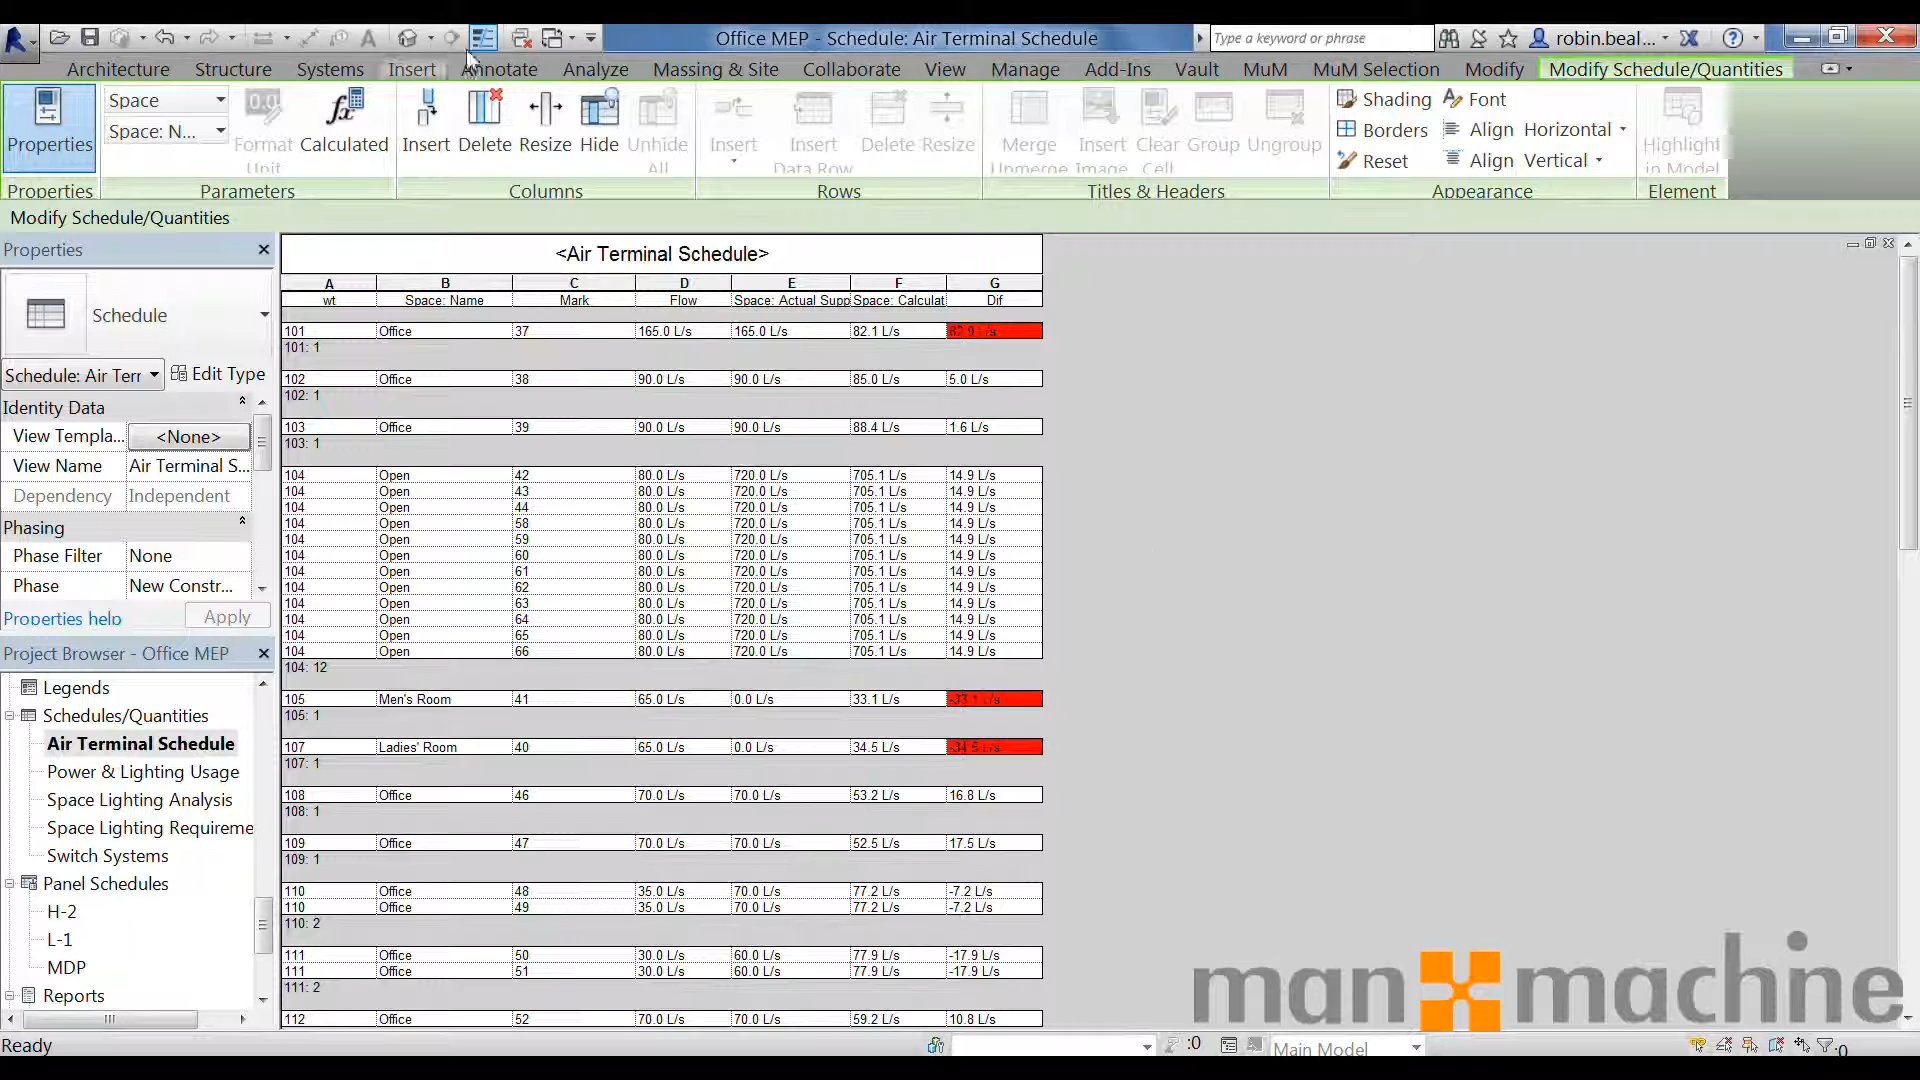 Office MEP - Schedule: Air Terminal Schedule
Type a keyword or phrase
robin.beal...
Architecture Structure Systems Insert Annotate Analyze Massing & Site Collaborate View Manage Add-Ins Vault MuM MuM Selection Modify Modify Schedule/Quantities
Properties
Space
Space: N...
Format Unit
Calculated
Insert Delete Resize Hide Unhide All
Insert
Insert Data Row
Delete Resize
Merge Unmerge
Insert Image
Clear Cell
Group Ungroup
Shading
Borders
Reset
Font
Align Horizontal
Align Vertical
Highlight in Model
Properties Parameters Columns Rows Titles & Headers Appearance Element
Modify Schedule/Quantities
Properties
Schedule
Schedule: Air Terr
Edit Type
Identity Data
View Templa... <None>
View Name Air Terminal S...
Dependency Independent
Phasing
Phase Filter None
Phase New Constr...
Properties help
Apply
Project Browser - Office MEP
Legends
Schedules/Quantities
Air Terminal Schedule
Power & Lighting Usage
Space Lighting Analysis
Space Lighting Requireme
Switch Systems
Panel Schedules
H-2
L-1
MDP
Reports
<Air Terminal Schedule>
A B C D E F G
wt Space: Name Mark Flow Space: Actual Supp Space: Calculat Dif
101 Office 37 165.0 L/s 165.0 L/s 82.1 L/s 82.9 L/s
101: 1
102 Office 38 90.0 L/s 90.0 L/s 85.0 L/s 5.0 L/s
102: 1
103 Office 39 90.0 L/s 90.0 L/s 88.4 L/s 1.6 L/s
103: 1
104 Open 42 80.0 L/s 720.0 L/s 705.1 L/s 14.9 L/s
104 Open 43 80.0 L/s 720.0 L/s 705.1 L/s 14.9 L/s
104 Open 44 80.0 L/s 720.0 L/s 705.1 L/s 14.9 L/s
104 Open 58 80.0 L/s 720.0 L/s 705.1 L/s 14.9 L/s
104 Open 59 80.0 L/s 720.0 L/s 705.1 L/s 14.9 L/s
104 Open 60 80.0 L/s 720.0 L/s 705.1 L/s 14.9 L/s
104 Open 61 80.0 L/s 720.0 L/s 705.1 L/s 14.9 L/s
104 Open 62 80.0 L/s 720.0 L/s 705.1 L/s 14.9 L/s
104 Open 63 80.0 L/s 720.0 L/s 705.1 L/s 14.9 L/s
104 Open 64 80.0 L/s 720.0 L/s 705.1 L/s 14.9 L/s
104 Open 65 80.0 L/s 720.0 L/s 705.1 L/s 14.9 L/s
104 Open 66 80.0 L/s 720.0 L/s 705.1 L/s 14.9 L/s
104: 12
105 Men's Room 41 65.0 L/s 0.0 L/s 33.1 L/s -33.1 L/s
105: 1
107 Ladies' Room 40 65.0 L/s 0.0 L/s 34.5 L/s -34.5 L/s
107: 1
108 Office 46 70.0 L/s 70.0 L/s 53.2 L/s 16.8 L/s
108: 1
109 Office 47 70.0 L/s 70.0 L/s 52.5 L/s 17.5 L/s
109: 1
110 Office 48 35.0 L/s 70.0 L/s 77.2 L/s -7.2 L/s
110 Office 49 35.0 L/s 70.0 L/s 77.2 L/s -7.2 L/s
110: 2
111 Office 50 30.0 L/s 60.0 L/s 77.9 L/s -17.9 L/s
111 Office 51 30.0 L/s 60.0 L/s 77.9 L/s -17.9 L/s
111: 2
112 Office 52 70.0 L/s 70.0 L/s 59.2 L/s 10.8 L/s
man machine
Ready
:0
Main Model
:0